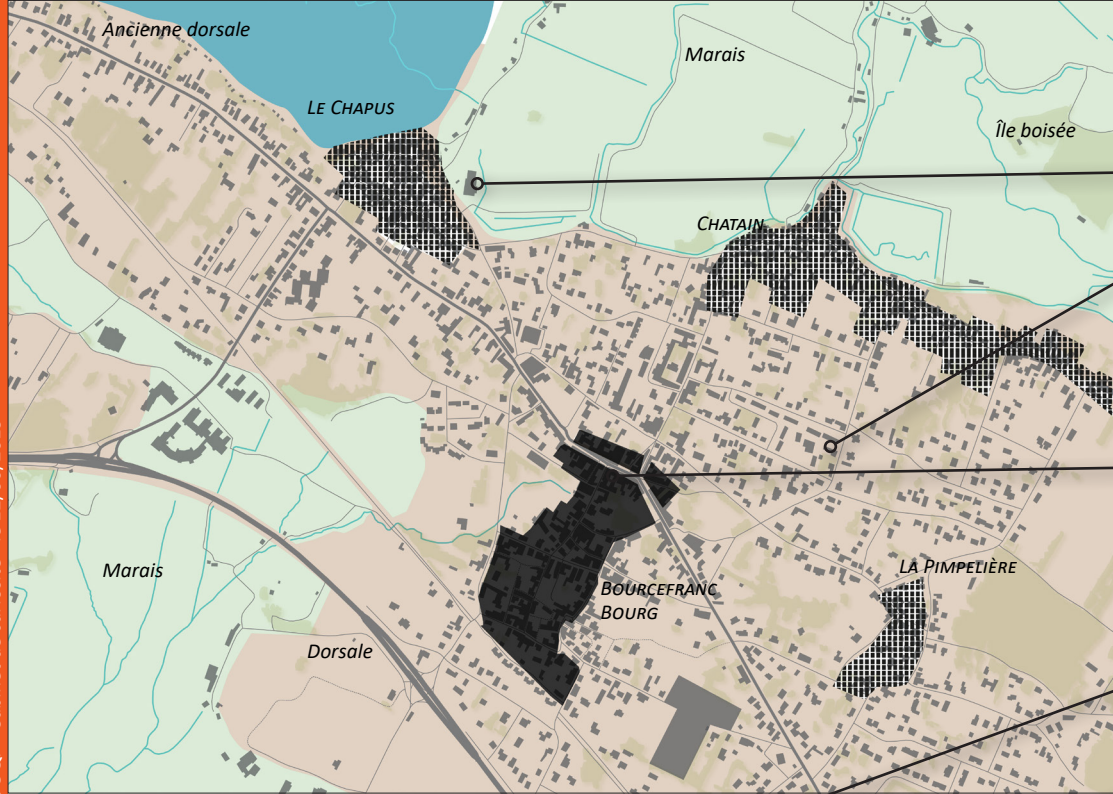 Ancienne dorsale
Marais
LE CHAPUS
Île boisée
CHATAIN
Marais
BOURCEFRANC
BOURG
LA PIMPELIÈRE
Dorsale